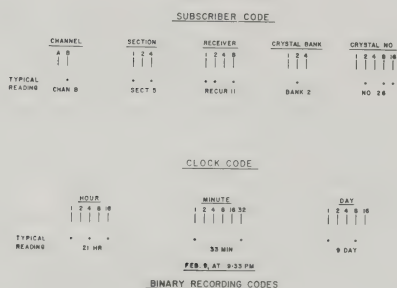 SUBSCRIBER CODE
CHANNEL SECTION RECEIVER CRYSTAL BANK CRYSTAL NO
A B 1 2 4 1 2 4 8 1 2 4 1 2 4 8 16
TYPICAL READING CHAN B SECT 5 RECUR 11 BANK 2 NO 26
CLOCK CODE
HOUR MINUTE DAY
1 2 4 8 16 1 2 4 8 16 32 1 2 4 8 16
TYPICAL READING 21 HR 33 MIN 9 DAY
FEB. 9, AT 9:33 PM
BINARY RECORDING CODES